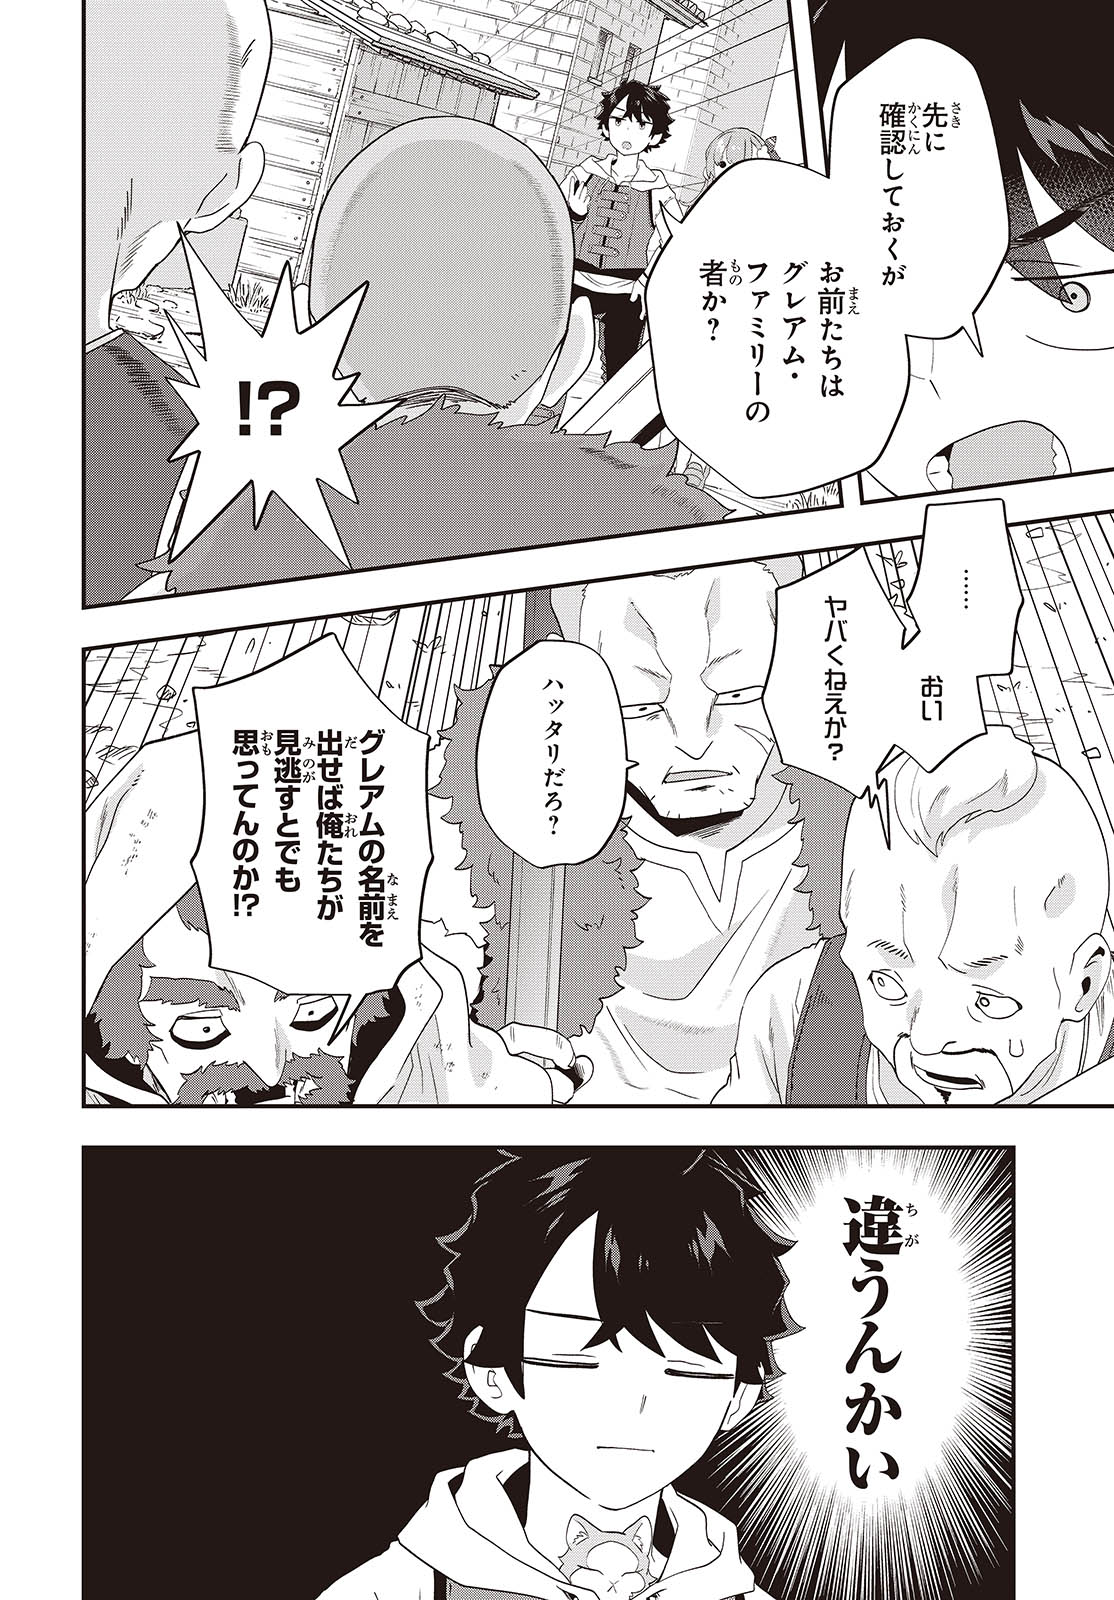 先に
確認しておくが
お前たちは
グレアム・
ファミリーの
者か?
!?
……
おい
ヤバくねえか?
ハッタリだろ?
グレアムの名前を
出せば俺たちが
見逃すとでも
思ってんのか!?
違うんかい